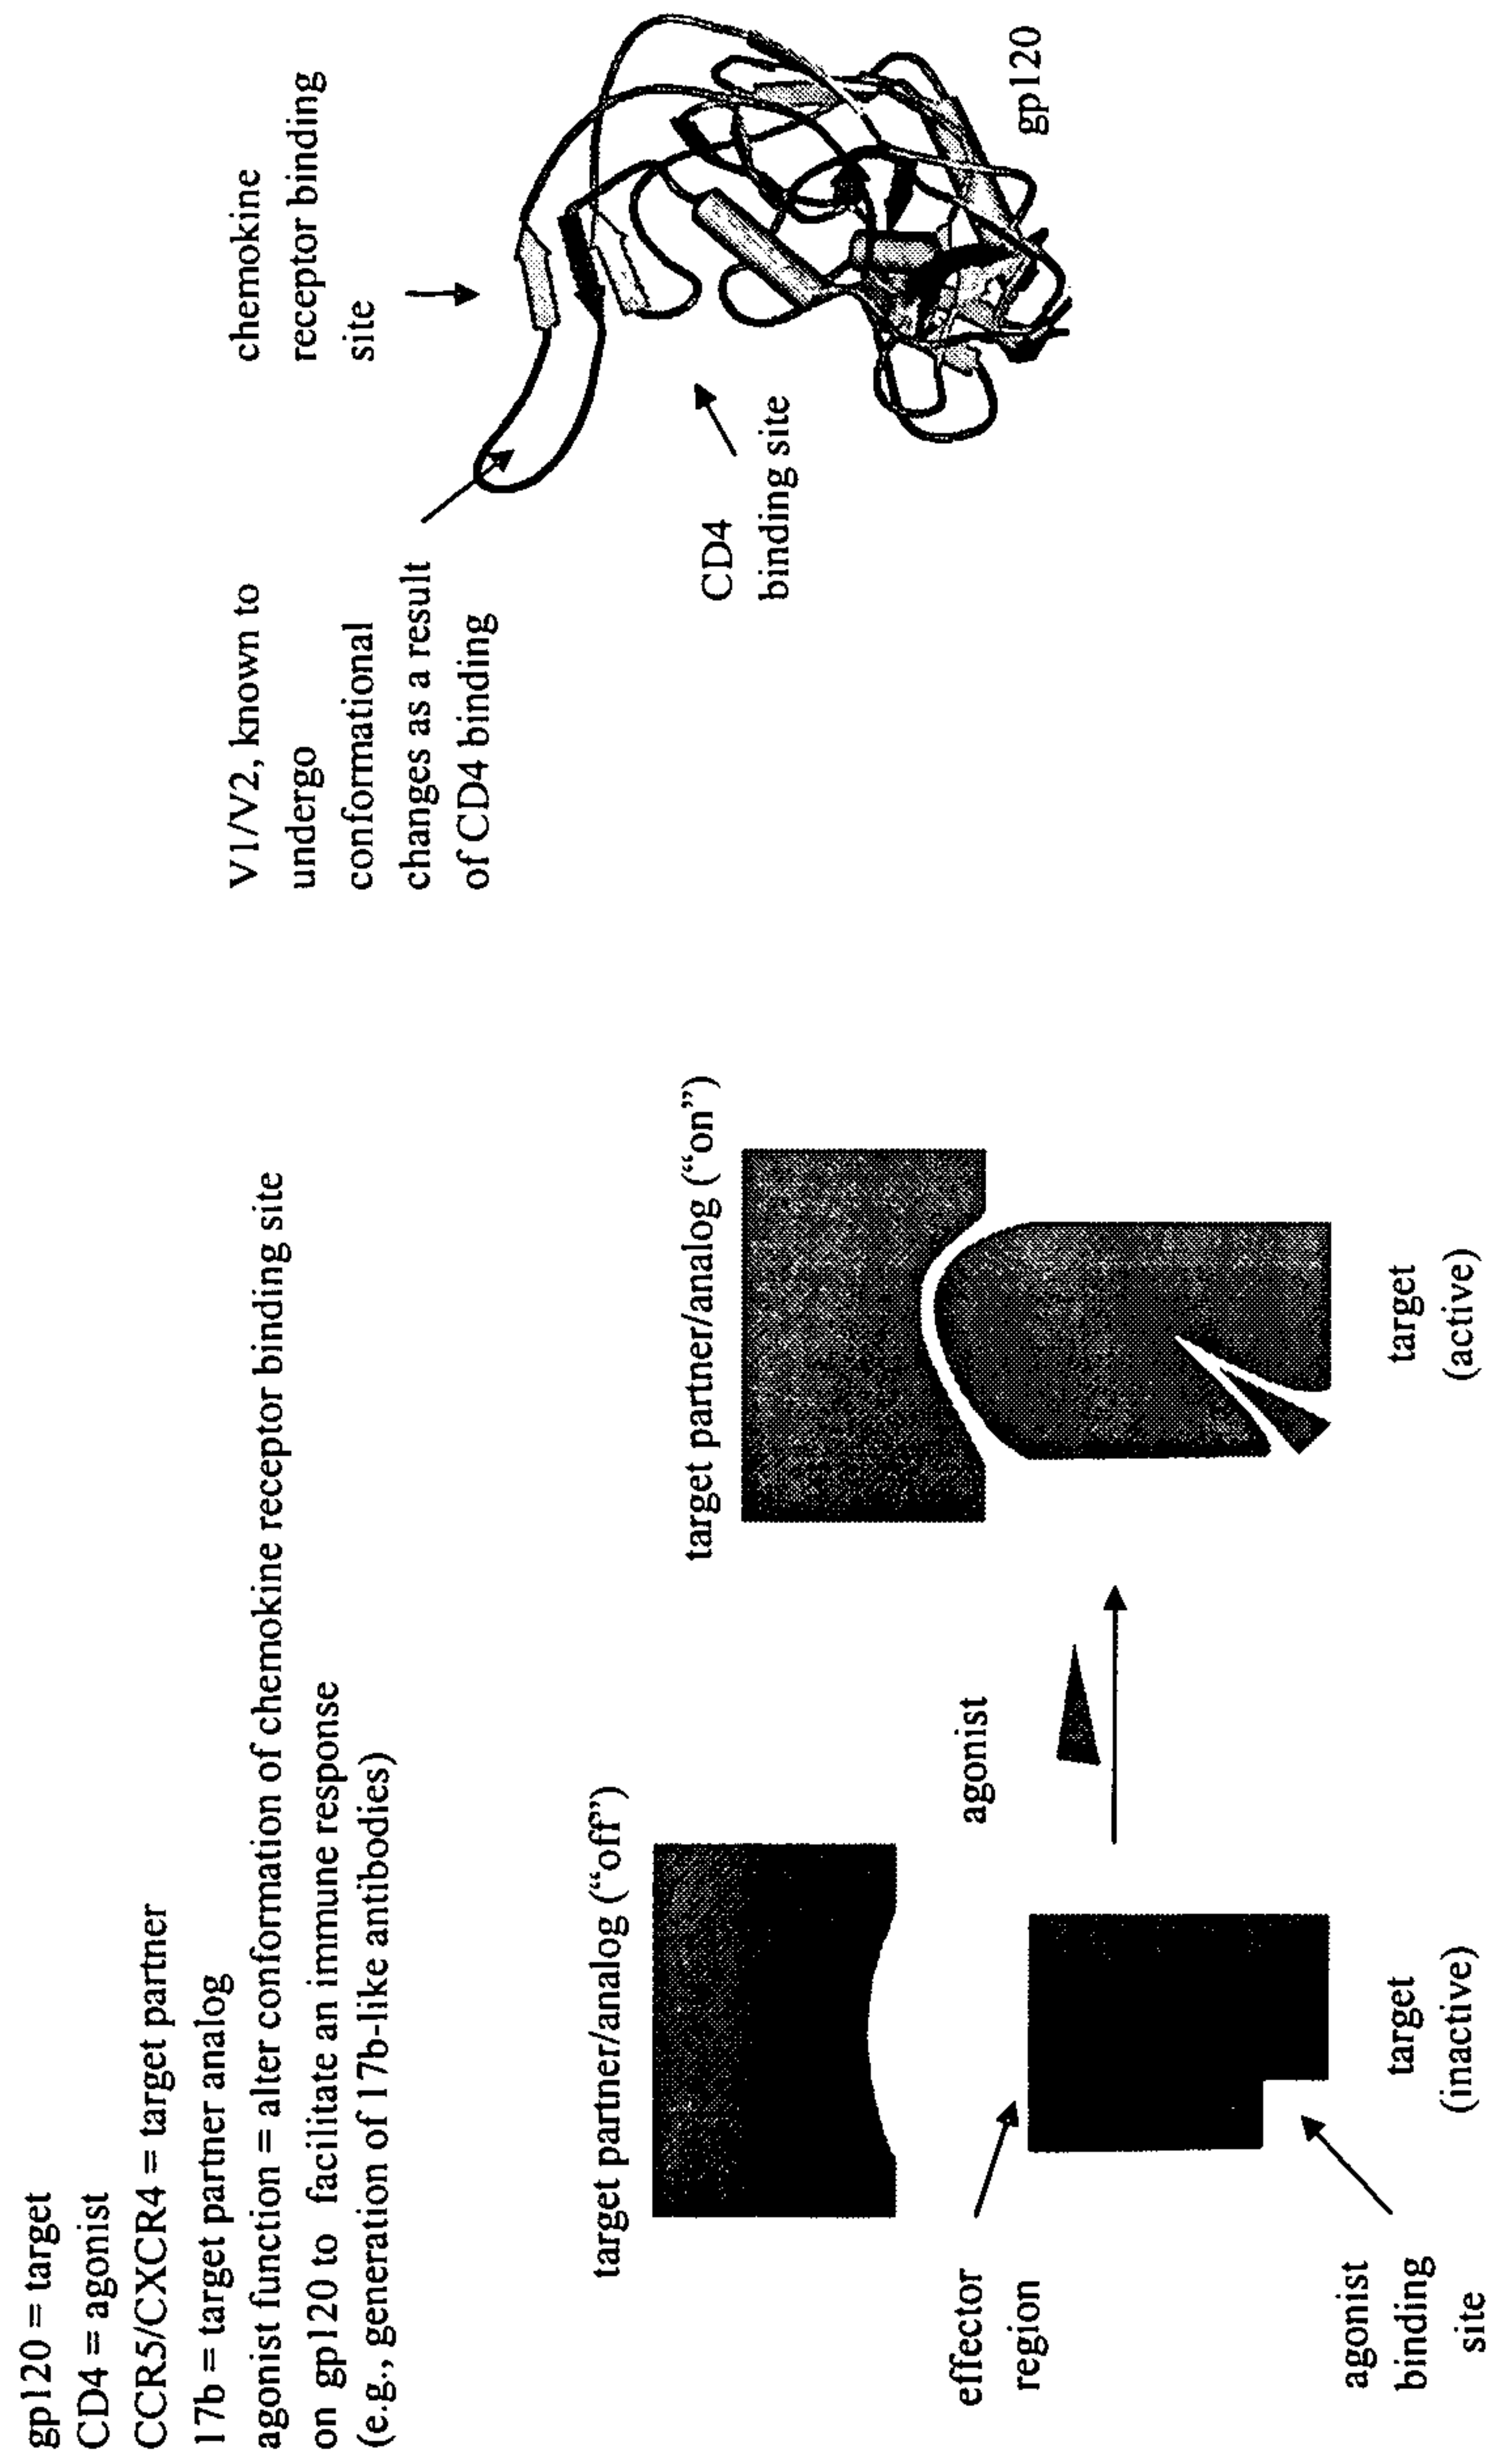 gp120 = target
CD4 = agonist
CCR5/CXCR4 = target partner
17b = target partner analog
agonist function = alter conformation of chemokine receptor binding site
on gp120 to facilitate an immune response
(e.g., generation of 17b-like antibodies)
target partner/analog (“off”)
effector
region
agonist
binding
site
target
(inactive)
agonist
target partner/analog (“on”)
target
(active)
V1/V2, known to
undergo
conformational
changes as a result
of CD4 binding
chemokine
receptor binding
site
CD4
binding site
gp120